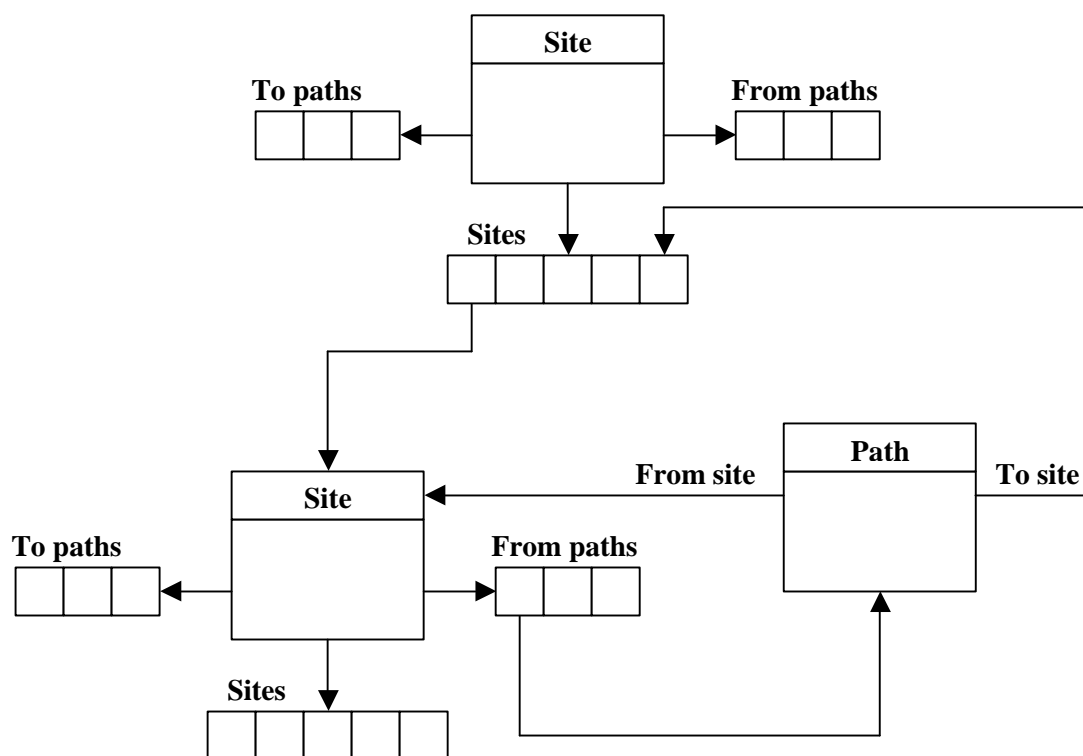 Site
To paths
From paths
Sites
Path
From site
To site
Site
To paths
From paths
Sites